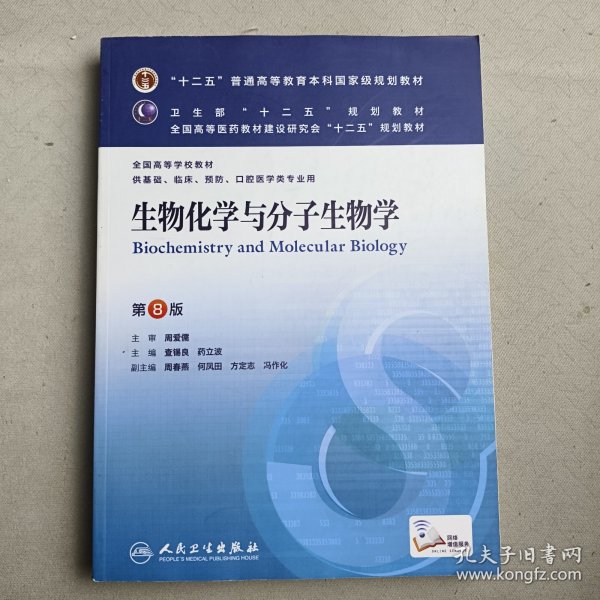 "十二五"普通高等教育本科国家级规划教材
卫生部"十二五"规划教材
全国高等医药教材建设研究会"十二五"规划教材
全国高等学校教材
供基础、临床、预防、口腔医学类专业用
生物化学与分子生物学
Biochemistry and Molecular Biology
第8版
主审 周爱儒
主编 查锡良 药立波
副主编 周春燕 何凤田 方定志 冯作化
网络
增值服务
人民卫生出版社
PEOPLE'S MEDICAL PUBLISHING HOUSE
孔夫子旧书网
www.kongfz.com